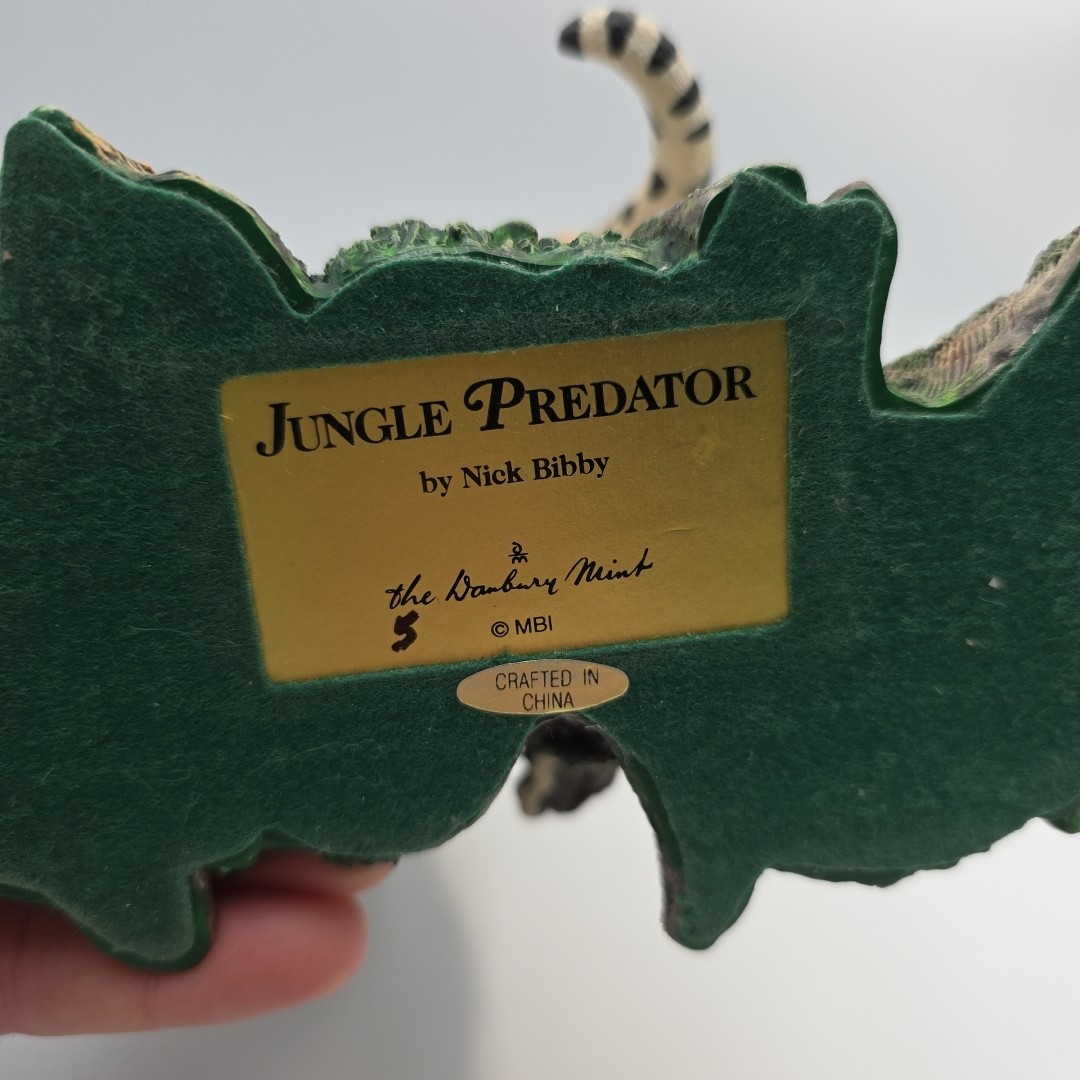 JUNGLE PREDATOR
by Nick Bibby
the Danbury Mint
5
© MBI
CRAFTED IN
CHINA